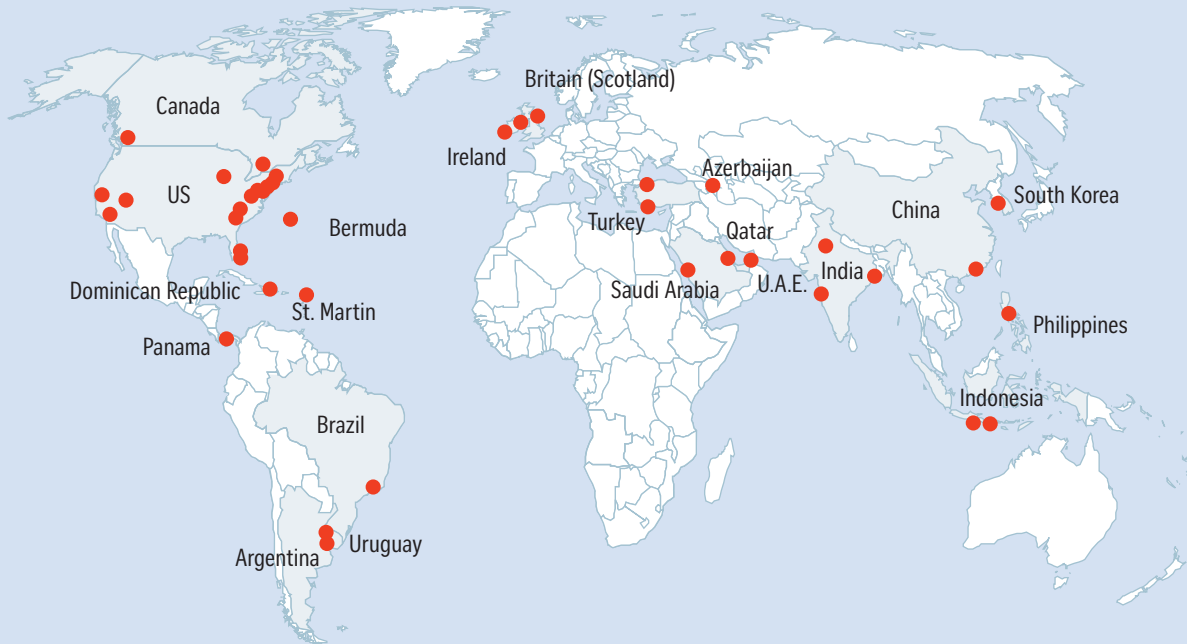 Britain (Scotland)
Canada
Ireland
Azerbaijan
US
South Korea
China
Turkey
Bermuda
Qatar
India
U.A.E.
Dominican Republic
Saudi Arabia
St. Martin
Philippines
Panama
Indonesia
Brazil
Uruguay
Argentina